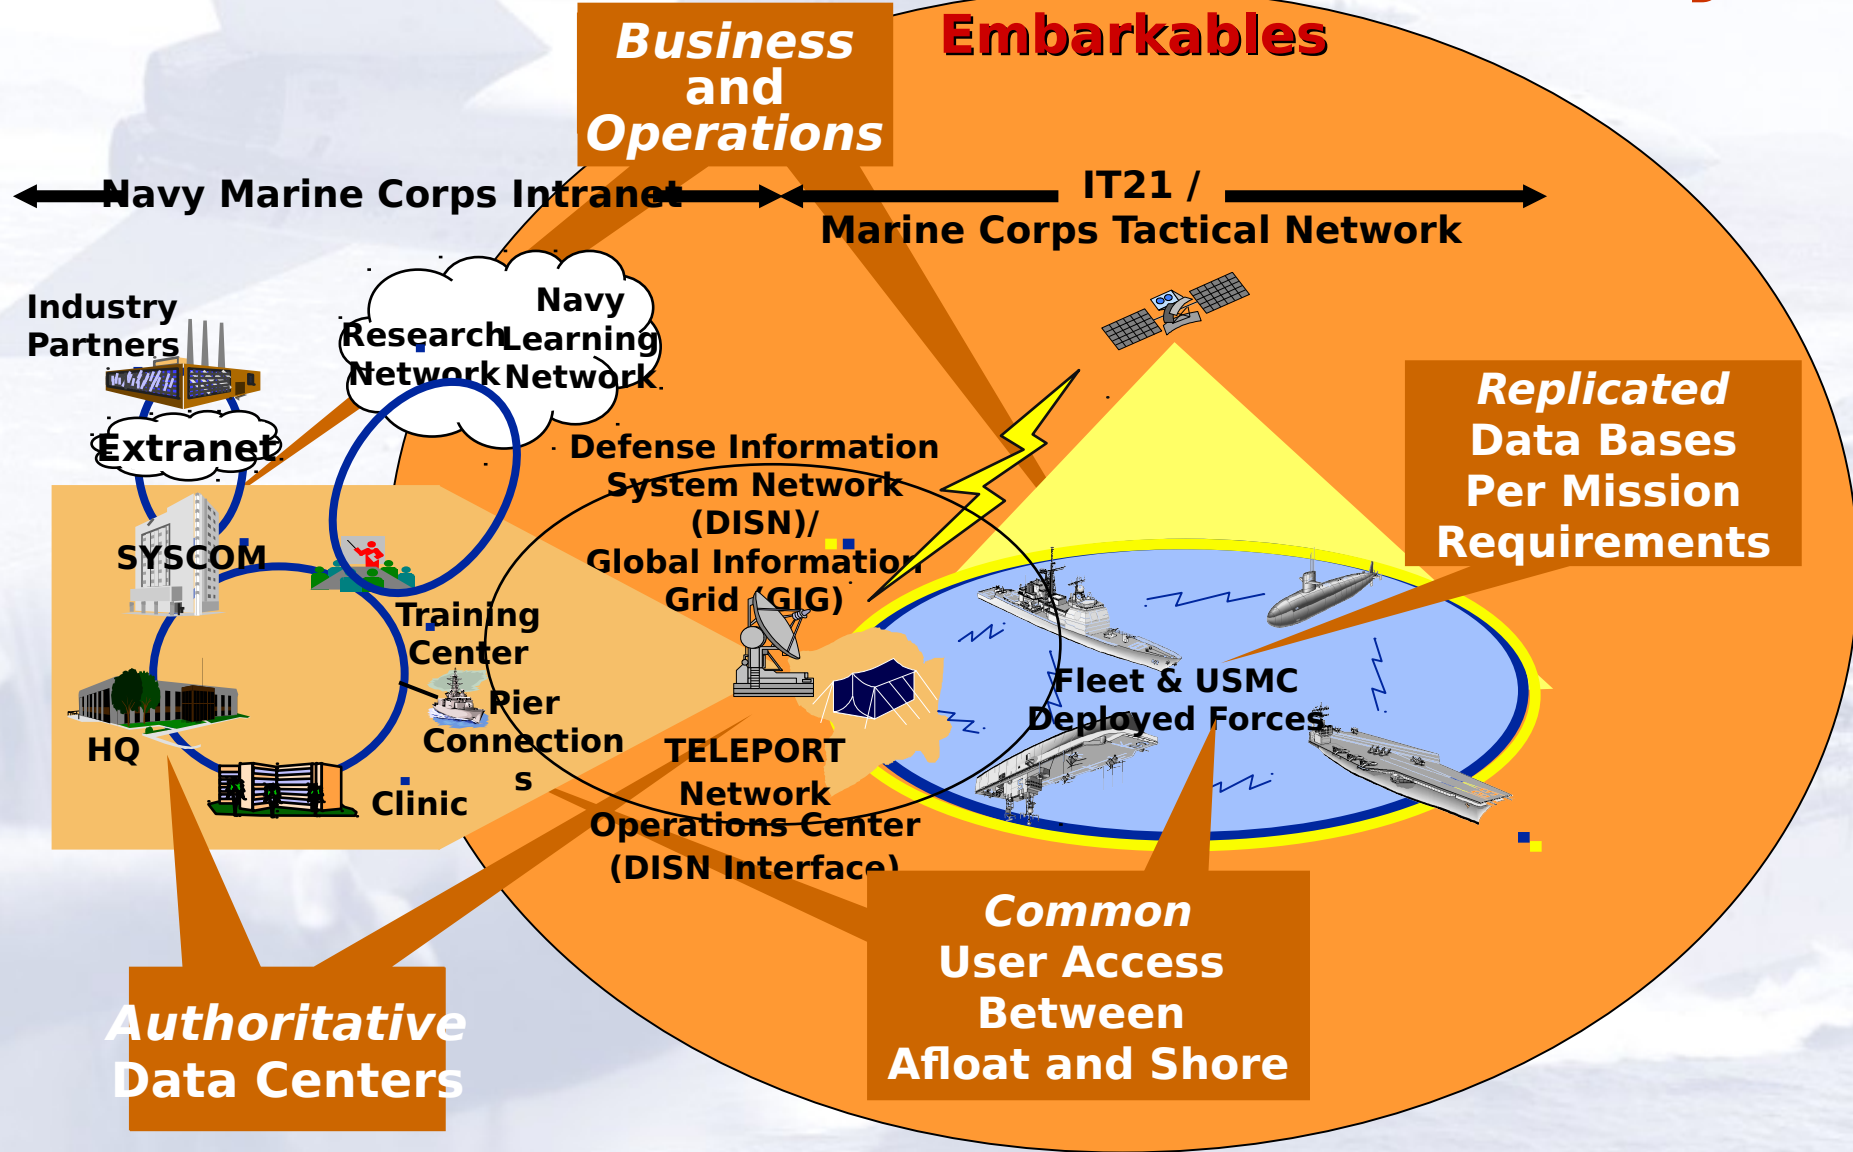 Embarkables
Business
and
Operations
Navy Marine Corps Intranet
IT21 /
Marine Corps Tactical Network
Industry
Partners
Research
Network
Navy
Learning
Network
Extranet
Defense Information
System Network
(DISN)/
Global Information
Grid (GIG)
Replicated
Data Bases
Per Mission
Requirements
SYSCOM
Training
Center
Pier
Connection
s
HQ
Clinic
TELEPORT
Network
Operations Center
(DISN Interface)
Fleet & USMC
Deployed Forces
Common
User Access
Between
Afloat and Shore
Authoritative
Data Centers